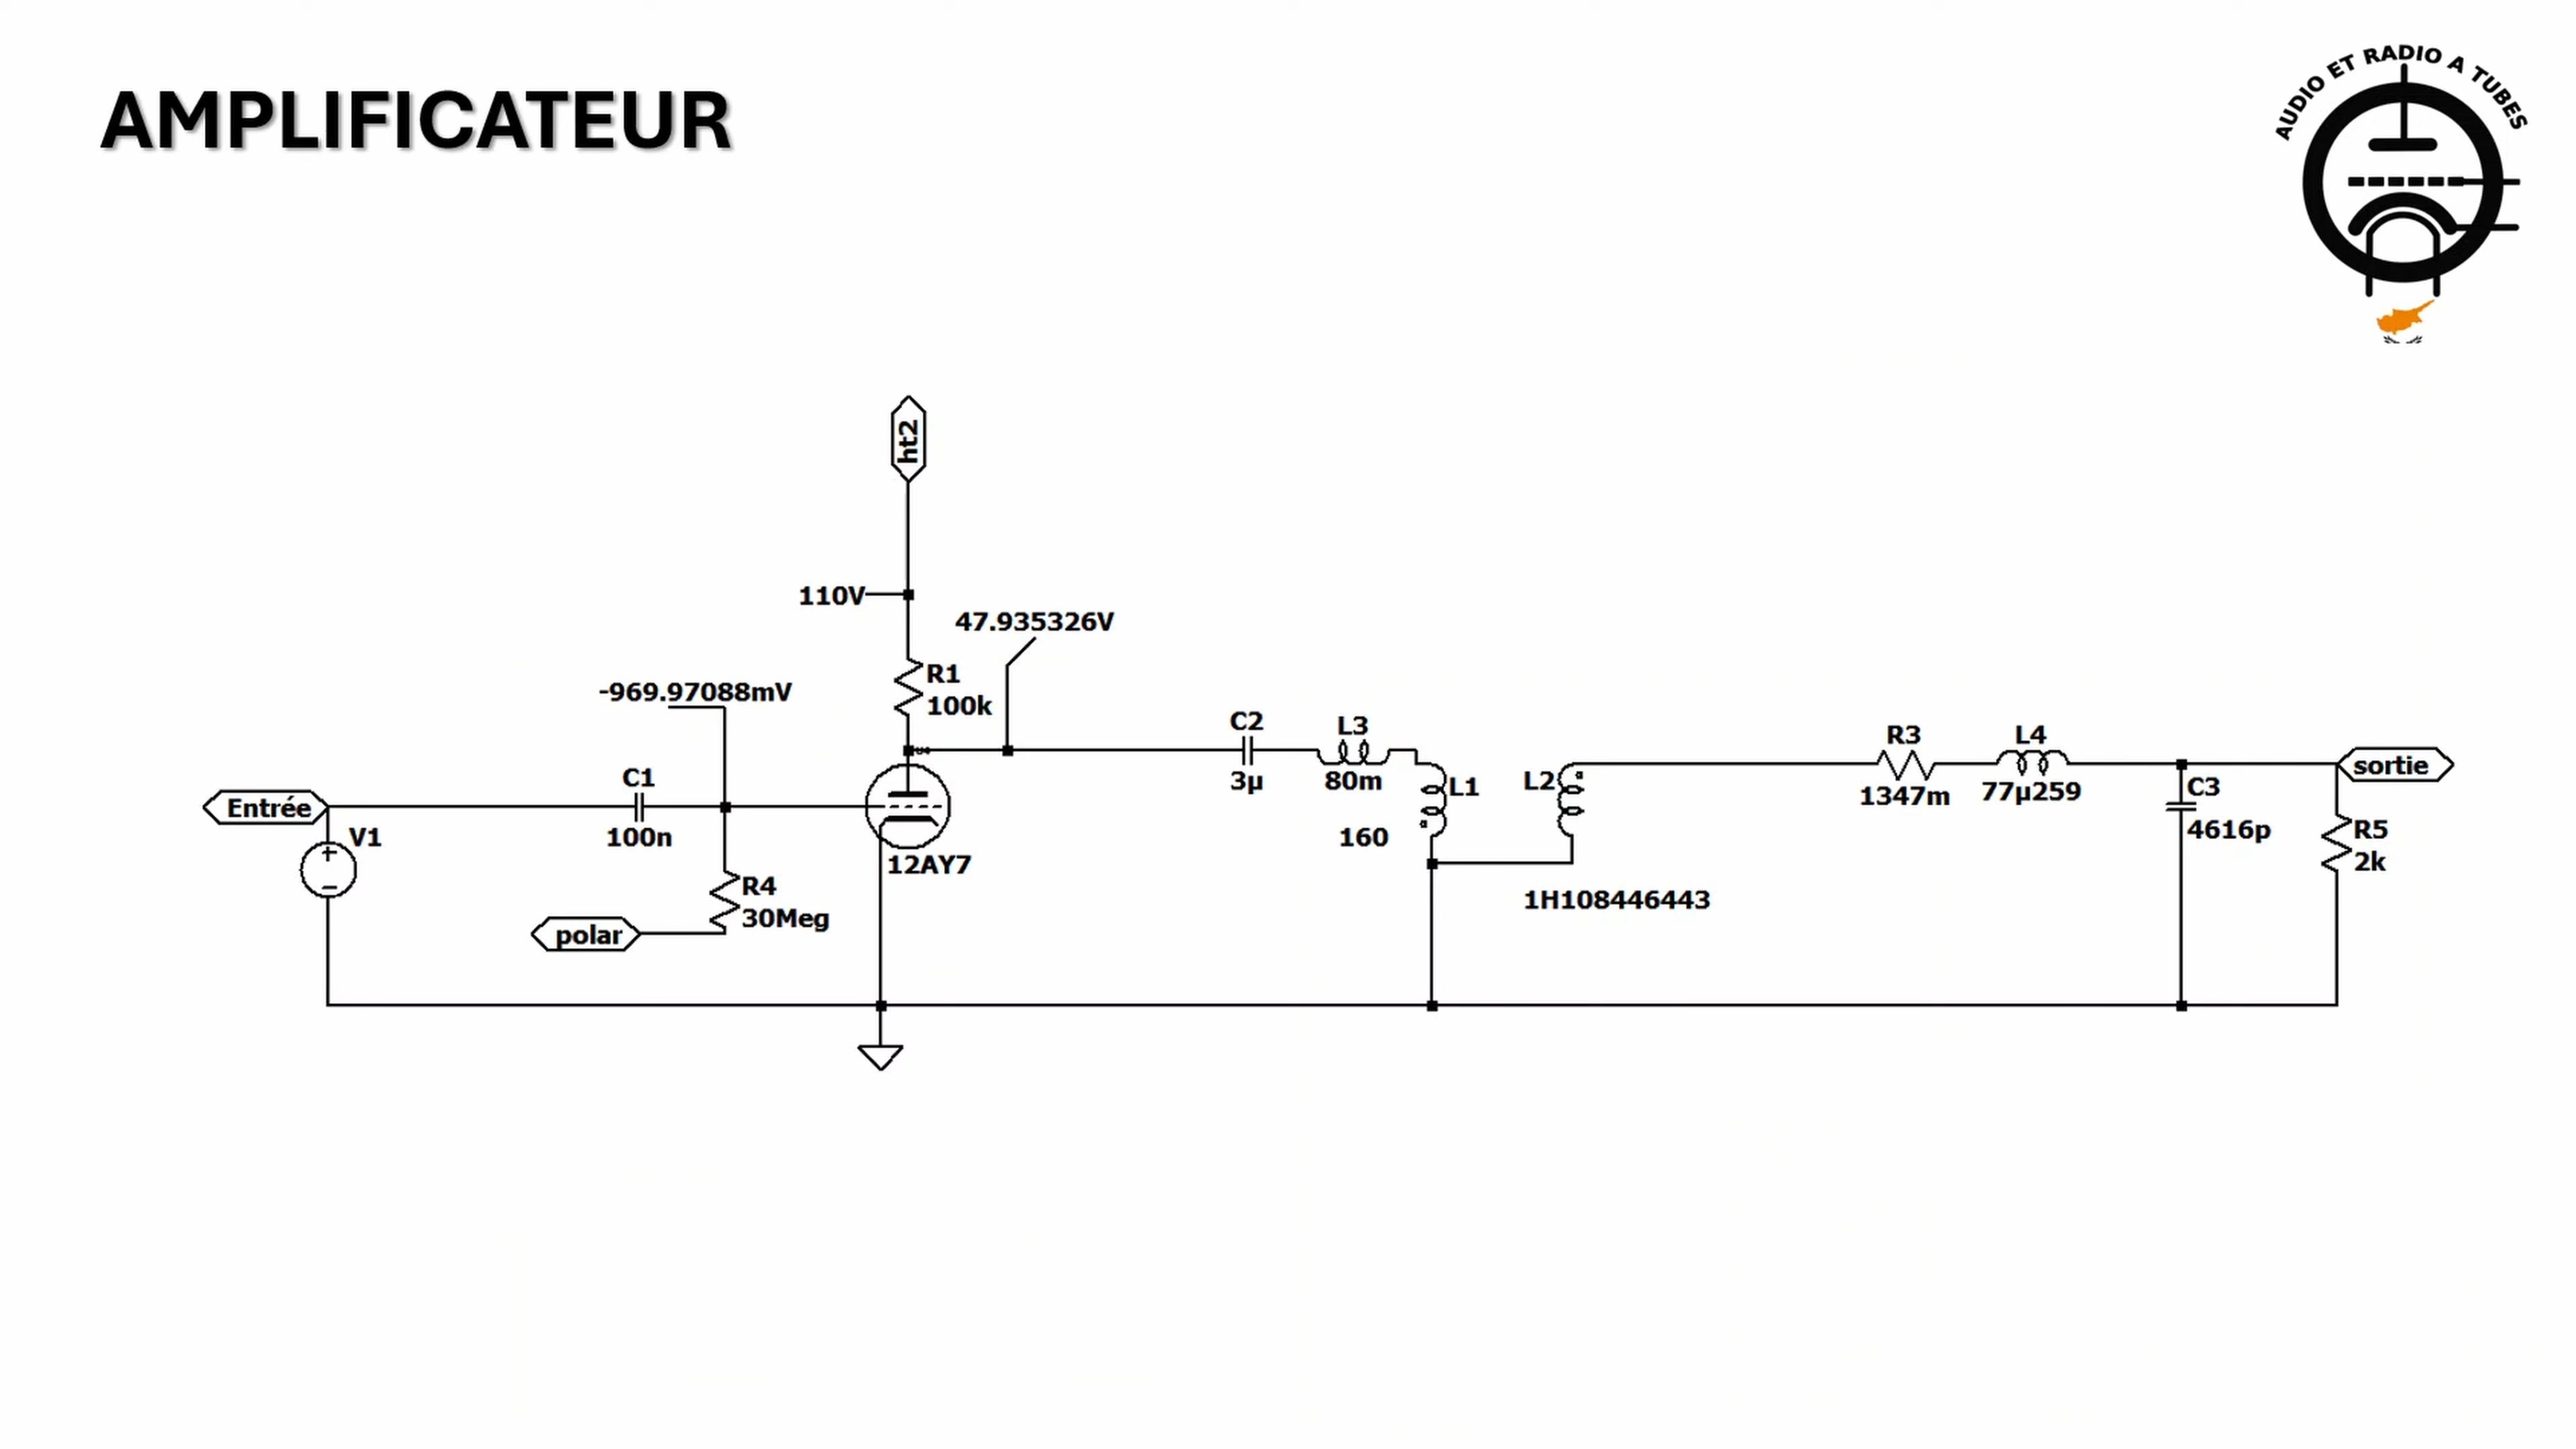 AMPLIFICATEUR
AUDIO ET RADIO A TUBES
ht2
110V
47.935326V
R1
100k
-969.97088mV
C1
100n
Entrée
V1
R4
30Meg
polar
12AY7
C2
3µ
L3
80m
L1
160
L2
1H108446443
R3
1347m
L4
77µ259
C3
4616p
sortie
R5
2k